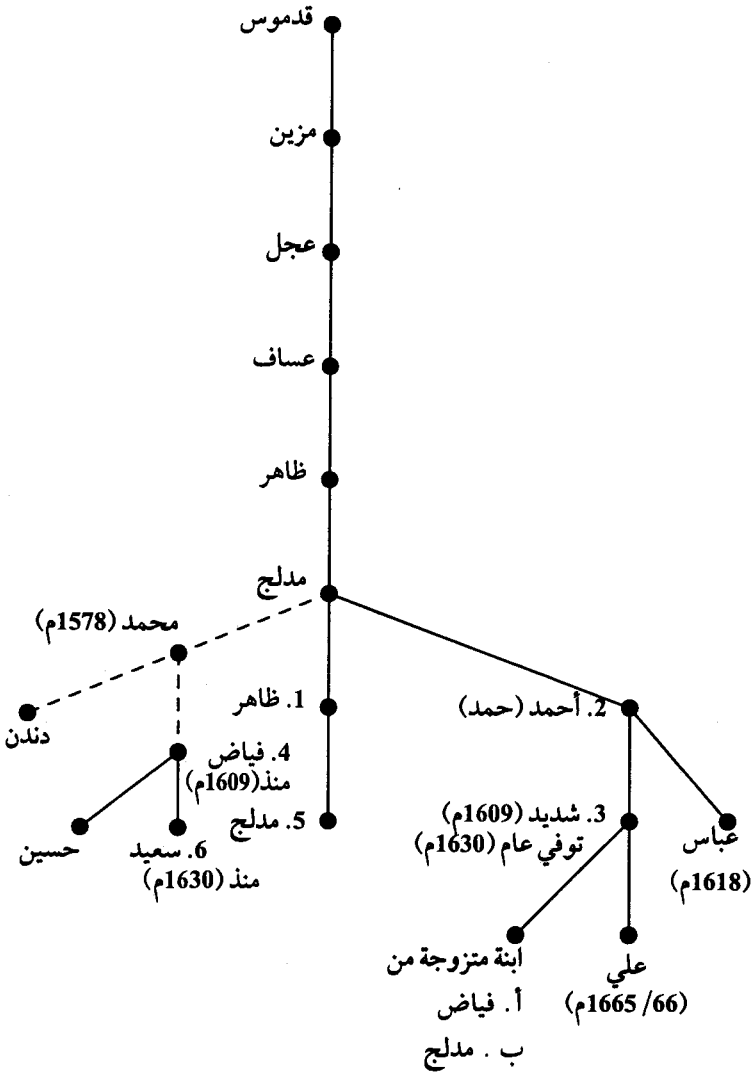 قدموس
مزين
عجل
عساف
ظاهر
مدلج
محمد (1578م)
دندن
1. ظاهر
2. أحمد (حمد)
4. فياض
منذ (1609م)
3. شديد (1609م)
توفي عام (1630م)
5. مدلج
عباس
(1618م)
حسين
6. سعيد
منذ (1630م)
ابنة متزوجة من
أ. فياض
ب. مدلج
علي
(1665/66م)